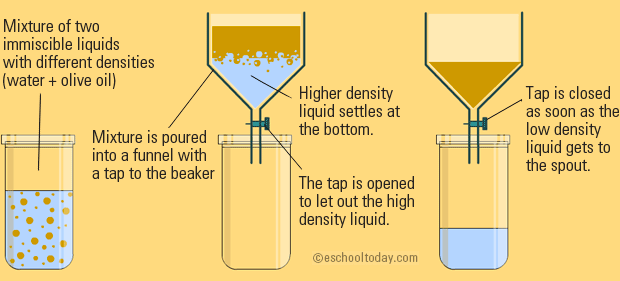 Mixture of two
immiscible liquids
with different densities
(water + olive oil)
Mixture is poured
into a funnel with
a tap to the beaker
Higher density
liquid settles at
the bottom.
The tap is opened
to let out the high
density liquid.
Tap is closed
as soon as the
low density
liquid gets to
the spout.
©eschooltoday.com